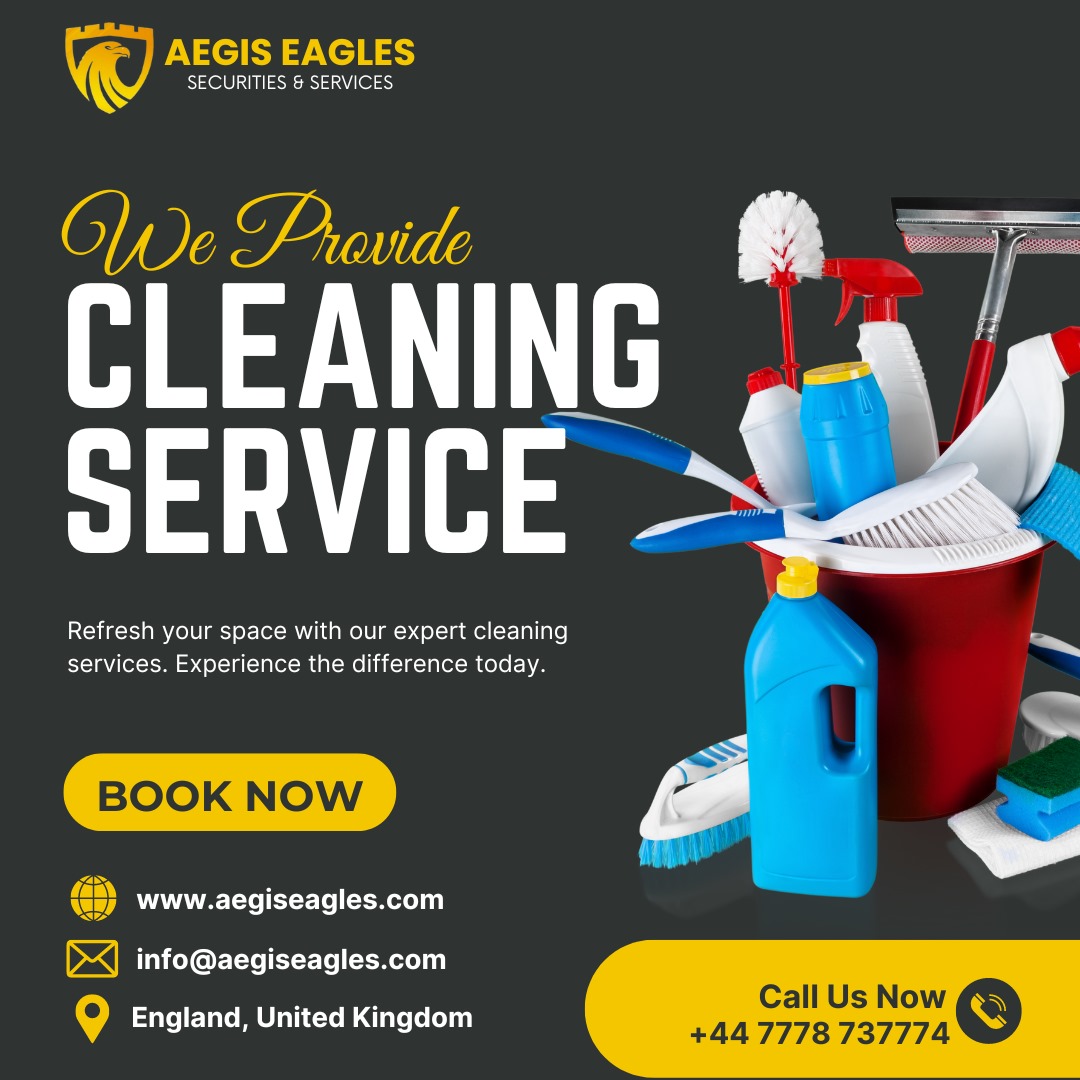 AEGIS EAGLES
SECURITIES & SERVICES
We Provide
CLEANING
SERVICE
Refresh your space with our expert cleaning
services. Experience the difference today.
BOOK NOW
www.aegiseagles.com
info@aegiseagles.com
England, United Kingdom
Call Us Now
+44 7778 737774